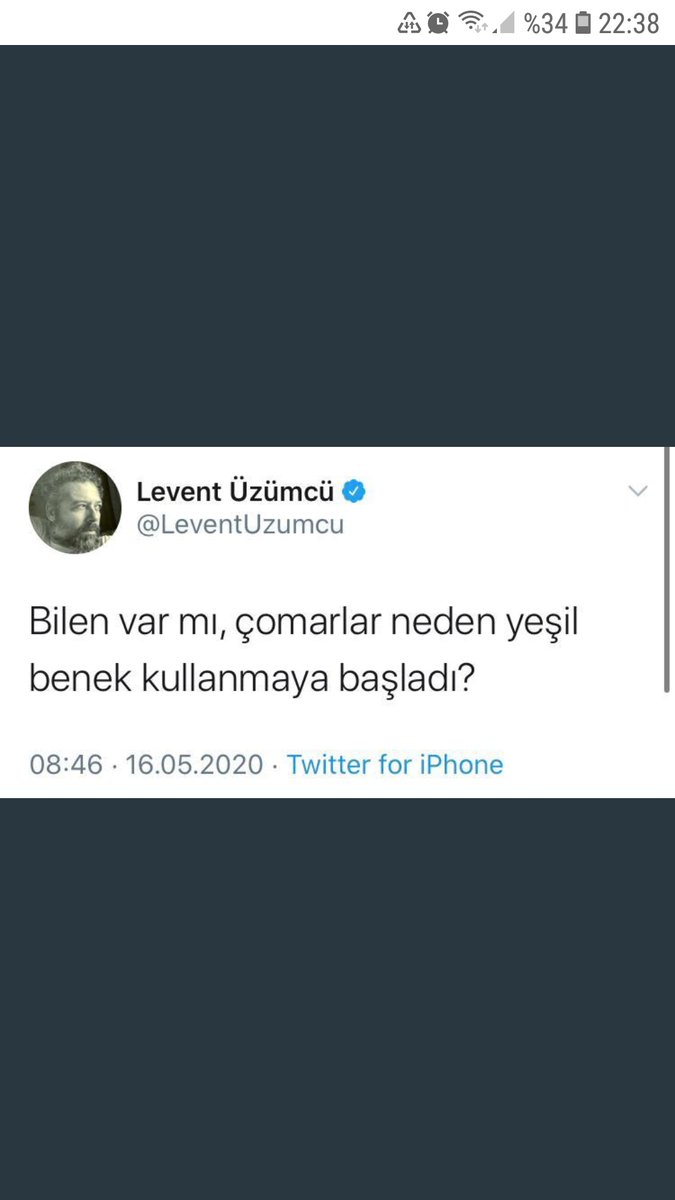 %34 22:38
Levent Üzümcü
@LeventUzumcu
Bilen var mı, çomarlar neden yeşil
benek kullanmaya başladı?
08:46 · 16.05.2020 · Twitter for iPhone